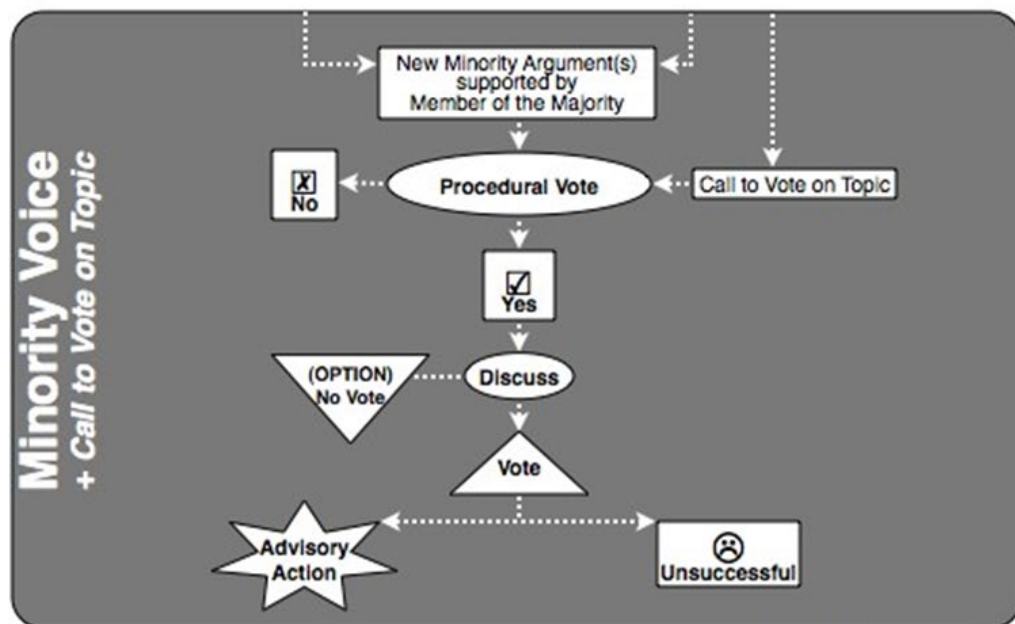 Minority Voice
+ Call to Vote on Topic
New Minority Argument(s)
supported by
Member of the Majority
Procedural Vote
Call to Vote on Topic
No
Yes
(OPTION)
No Vote
Discuss
Vote
Advisory
Action
Unsuccessful